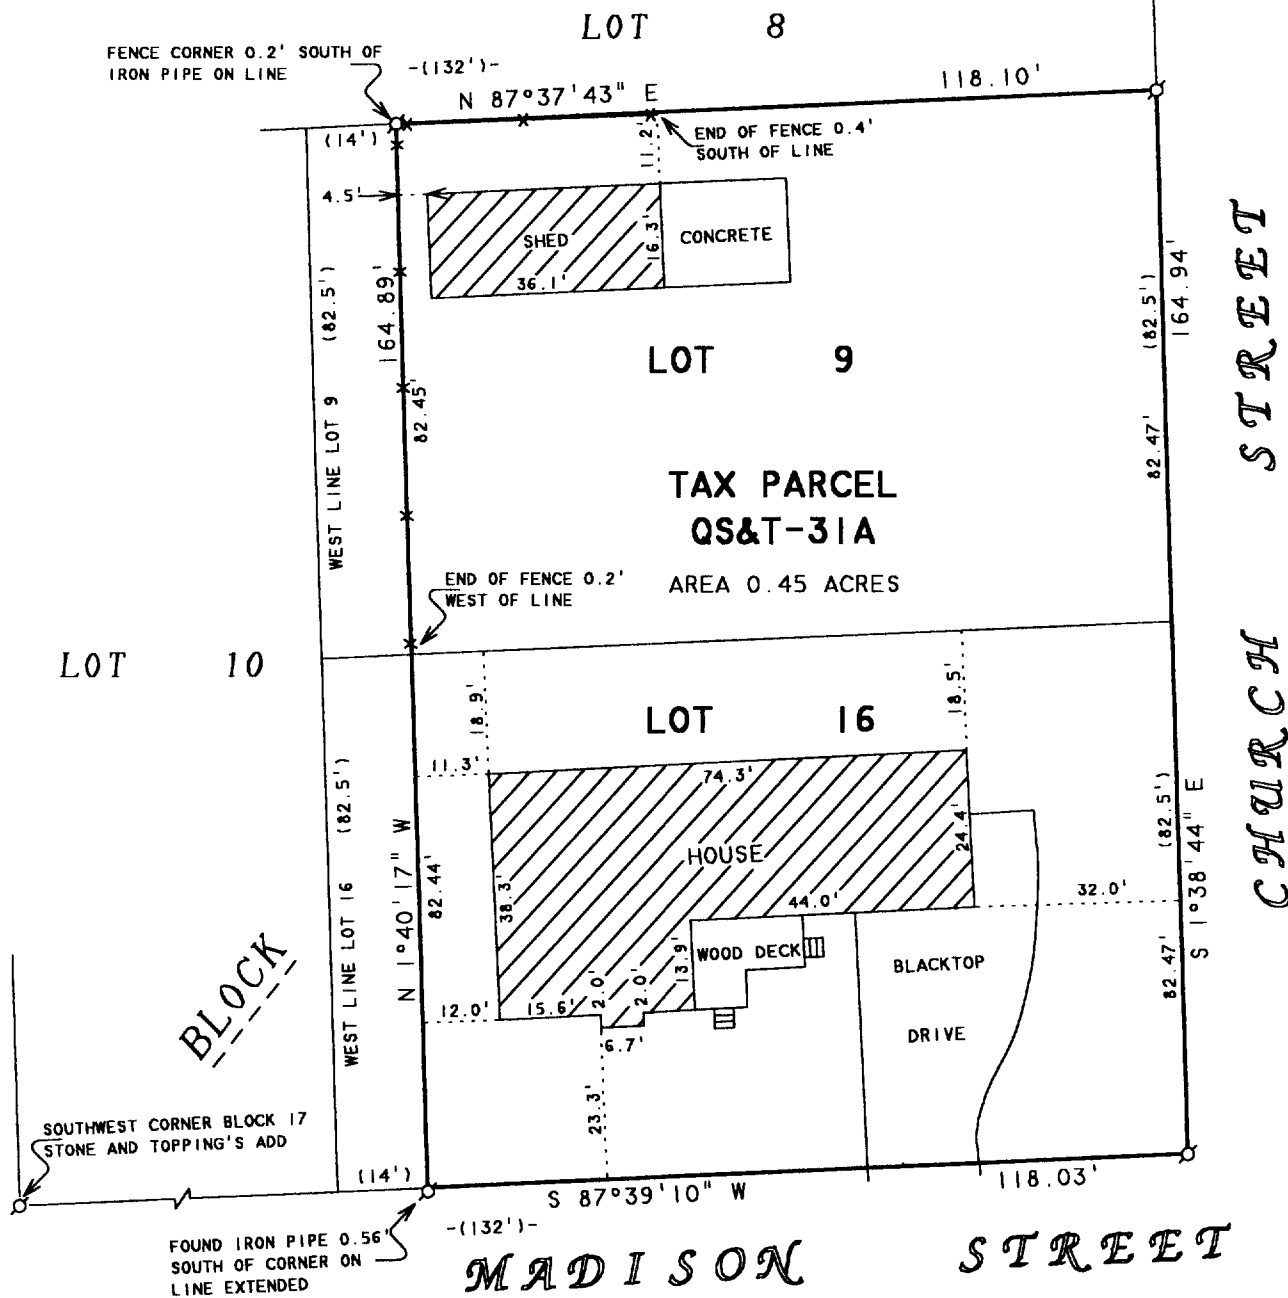 LOT 8
FENCE CORNER 0.2' SOUTH OF
IRON PIPE ON LINE
-(132')-
N 87°37'43" E
118.10'
(14')
11.2'
END OF FENCE 0.4'
SOUTH OF LINE
4.5'
SHED
16.3'
CONCRETE
36.1'
(82.5')
164.89'
(82.5')
164.94'
LOT 9
82.45'
82.47'
WEST LINE LOT 9
TAX PARCEL
QS&T-31A
AREA 0.45 ACRES
END OF FENCE 0.2'
WEST OF LINE
CHURCH STREET
LOT 10
18.9'
18.5'
LOT 16
11.3'
74.3'
(82.5')
(82.5')
N 1°40'17" W
82.44'
HOUSE
24.4'
S 1°38'44" E
38.3'
44.0'
32.0'
WEST LINE LOT 16
BLOCK
13.9'
WOOD DECK
BLACKTOP
DRIVE
82.47'
12.0'
15.6'
2.0'
2.0'
6.7'
23.3'
SOUTHWEST CORNER BLOCK 17
STONE AND TOPPING'S ADD
(14')
S 87°39'10" W
118.03'
-(132')-
FOUND IRON PIPE 0.56'
SOUTH OF CORNER ON
LINE EXTENDED
MADISON STREET